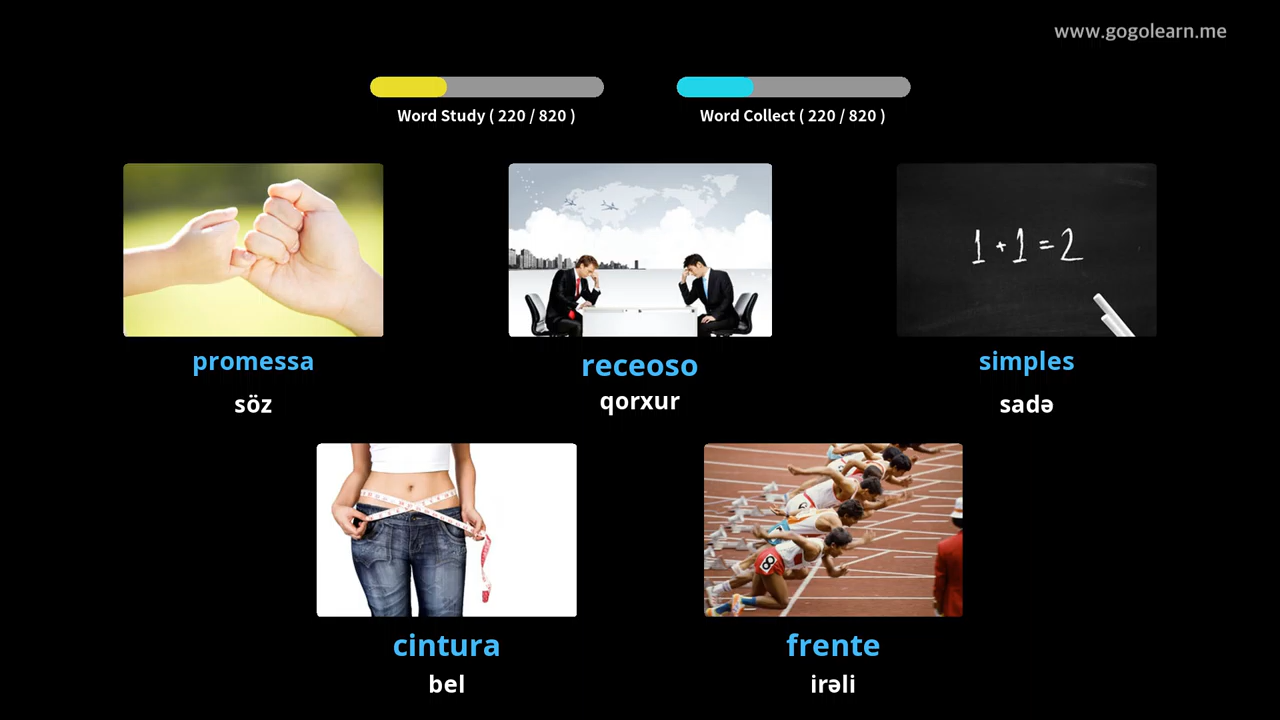 www.gogolearn.me
Word Study ( 220 / 820 )
Word Collect ( 220 / 820 )
1 + 1 = 2
promessa
söz
receoso
qorxur
simples
sadə
8
cintura
bel
frente
irəli